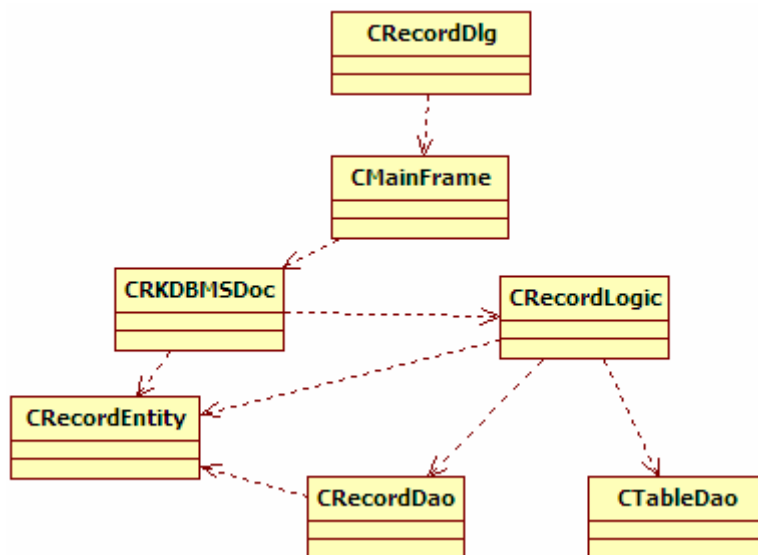 CRecordDlg
CMainFrame
CRKDBMSDoc
CRecordLogic
CRecordEntity
CRecordDao
CTableDao